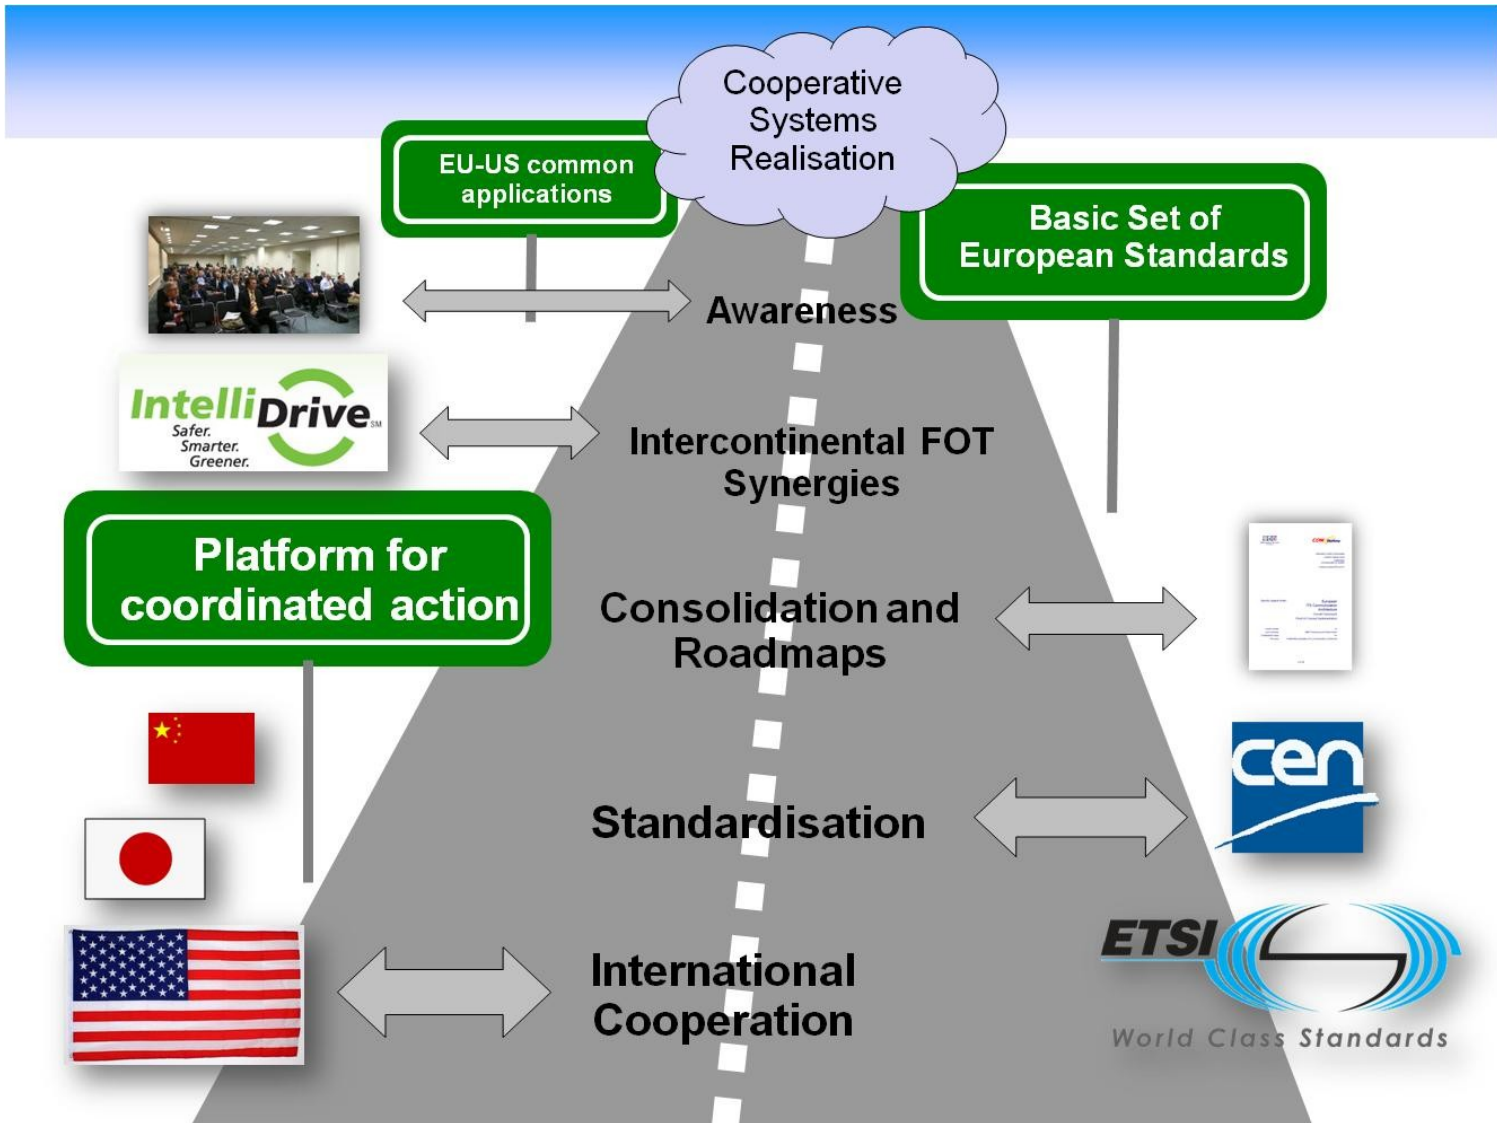 Cooperative
Systems
Realisation
EU-US common
applications
Basic Set of
European Standards
Awareness
IntelliDrive SM
Safer.
Smarter.
Greener.
Intercontinental FOT
Synergies
Platform for
coordinated action
Consolidation and
Roadmaps
cen
Standardisation
ETSI
World Class Standards
International
Cooperation